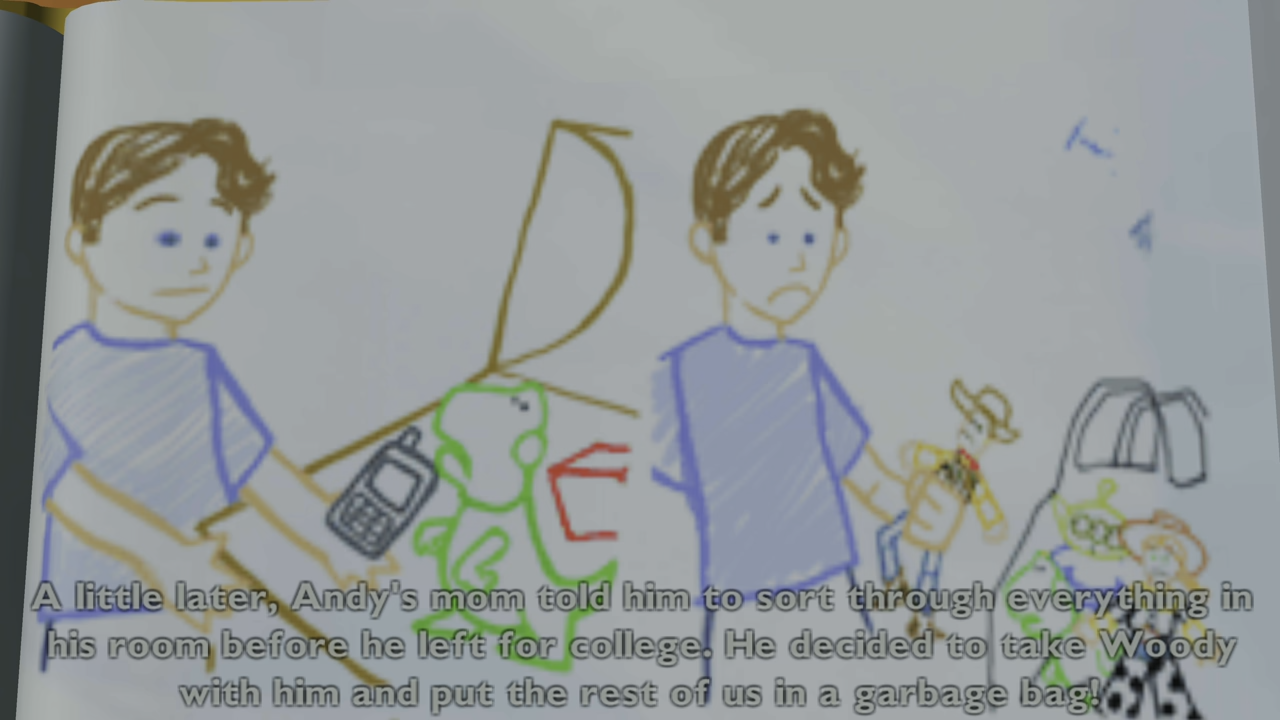 A little later, Andy's mom told him to sort through everything in
his room before he left for college. He decided to take Woody
with him and put the rest of us in a garbage bag!